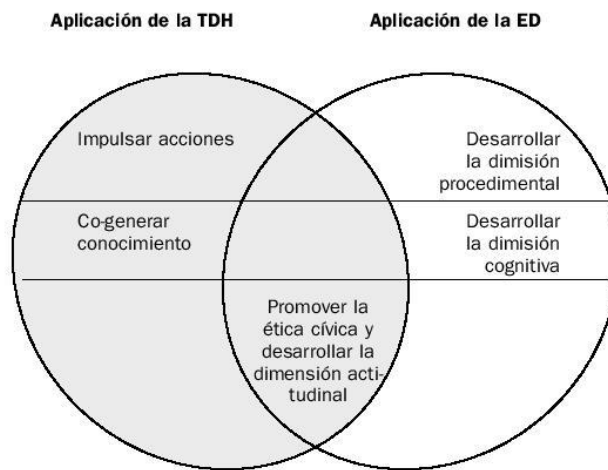 Aplicación de la TDH
Aplicación de la ED
Impulsar acciones
Desarrollar
la dimisión
procedimental
Co-generar
conocimiento
Desarrollar
la dimisión
cognitiva
Promover la
ética cívica y
desarrollar la
dimensión acti-
tudinal